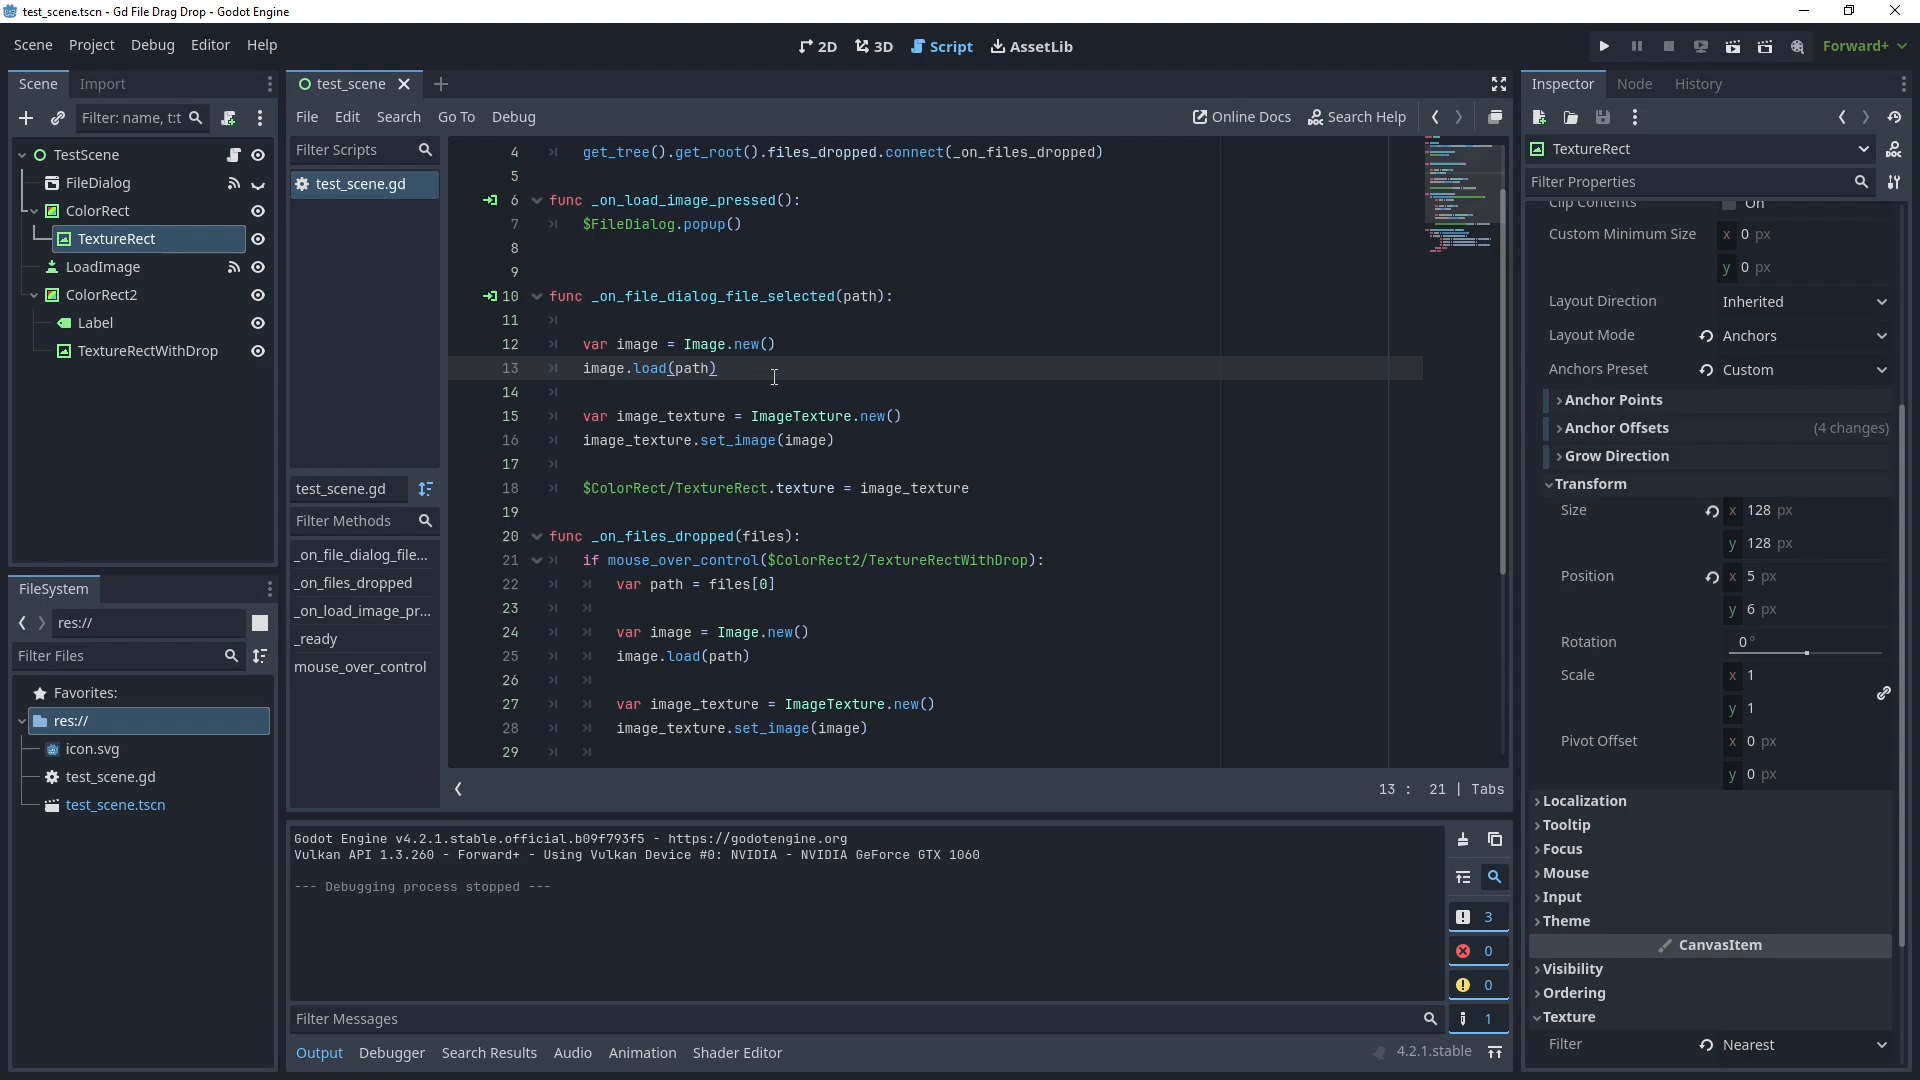 test_scene.tscn - Gd File Drag Drop - Godot Engine
Scene Project Debug Editor Help
2D 3D Script AssetLib
Forward+
Scene Import
test_scene
Inspector Node History
Filter: name, t:t
File Edit Search Go To Debug
Online Docs Search Help
TestScene
FileDialog
ColorRect
TextureRect
LoadImage
ColorRect2
Label
TextureRectWithDrop
FileSystem
res://
Filter Files
Favorites:
res://
icon.svg
test_scene.gd
test_scene.tscn
Filter Scripts
test_scene.gd
test_scene.gd
Filter Methods
_on_file_dialog_file...
_on_files_dropped
_on_load_image_pr...
_ready
mouse_over_control
4 get_tree().get_root().files_dropped.connect(_on_files_dropped)
5
6 func _on_load_image_pressed():
7 $FileDialog.popup()
8
9
10 func _on_file_dialog_file_selected(path):
11
12 var image = Image.new()
13 image.load(path)
14
15 var image_texture = ImageTexture.new()
16 image_texture.set_image(image)
17
18 $ColorRect/TextureRect.texture = image_texture
19
20 func _on_files_dropped(files):
21 if mouse_over_control($ColorRect2/TextureRectWithDrop):
22 var path = files[0]
23
24 var image = Image.new()
25 image.load(path)
26
27 var image_texture = ImageTexture.new()
28 image_texture.set_image(image)
29
13 : 21 | Tabs
Godot Engine v4.2.1.stable.official.b09f793f5 - https://godotengine.org
Vulkan API 1.3.260 - Forward+ - Using Vulkan Device #0: NVIDIA - NVIDIA GeForce GTX 1060
--- Debugging process stopped ---
3
0
0
1
Filter Messages
Output Debugger Search Results Audio Animation Shader Editor
4.2.1.stable
TextureRect
Filter Properties
Clip Contents On
Custom Minimum Size x 0 px
y 0 px
Layout Direction Inherited
Layout Mode Anchors
Anchors Preset Custom
Anchor Points
Anchor Offsets (4 changes)
Grow Direction
Transform
Size x 128 px
y 128 px
Position x 5 px
y 6 px
Rotation 0°
Scale x 1
y 1
Pivot Offset x 0 px
y 0 px
Localization
Tooltip
Focus
Mouse
Input
Theme
CanvasItem
Visibility
Ordering
Texture
Filter Nearest